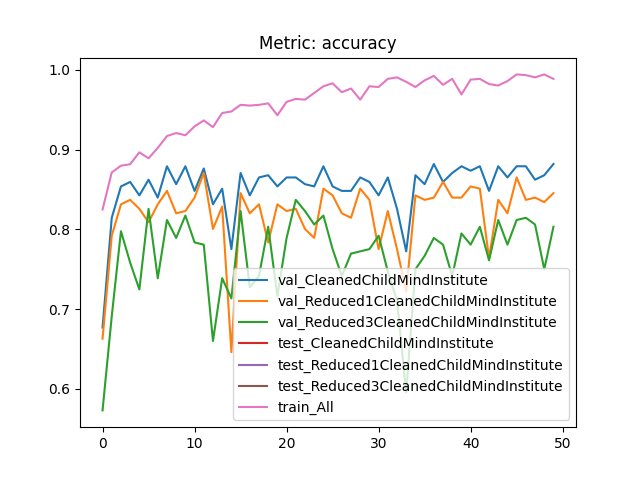 Metric: accuracy
1.0
0.9
0.8
0.7
0.6
val_CleanedChildMindInstitute
val_Reduced1CleanedChildMindInstitute
val_Reduced3CleanedChildMindInstitute
test_CleanedChildMindInstitute
test_Reduced1CleanedChildMindInstitute
test_Reduced3CleanedChildMindInstitute
train_All
0 10 20 30 40 50